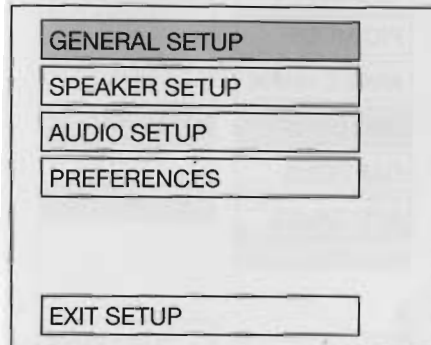 GENERAL SETUP
SPEAKER SETUP
AUDIO SETUP
PREFERENCES
EXIT SETUP